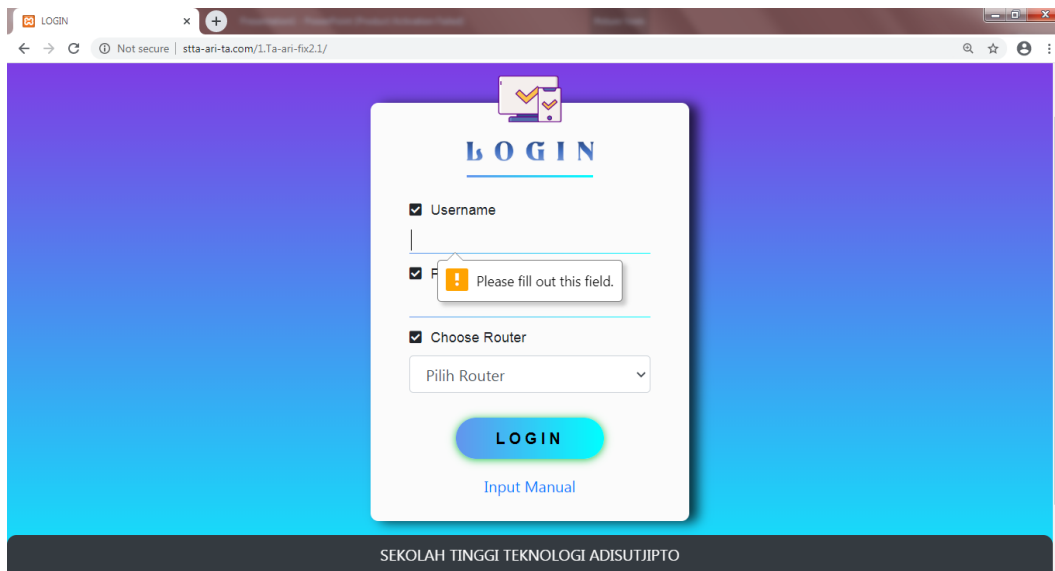 LOGIN
Not secure | stta-ari-ta.com/1.Ta-ari-fix2.1/
LOGIN
Username
Please fill out this field.
Choose Router
Pilih Router
LOGIN
Input Manual
SEKOLAH TINGGI TEKNOLOGI ADISUTJIPTO